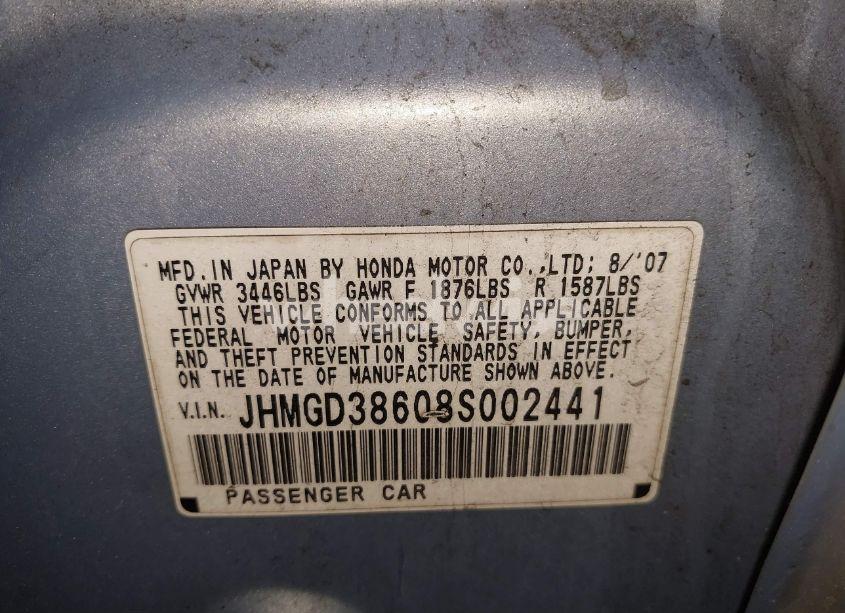 MFD. IN JAPAN BY HONDA MOTOR CO.,LTD; 8/'07
GVWR 3446LBS GAWR F 1876LBS R 1587LBS
THIS VEHICLE CONFORMS TO ALL APPLICABLE
FEDERAL MOTOR VEHICLE SAFETY, BUMPER,
AND THEFT PREVENTION STANDARDS IN EFFECT
ON THE DATE OF MANUFACTURE SHOWN ABOVE.
V.I.N. JHMGD38608S002441
PASSENGER CAR